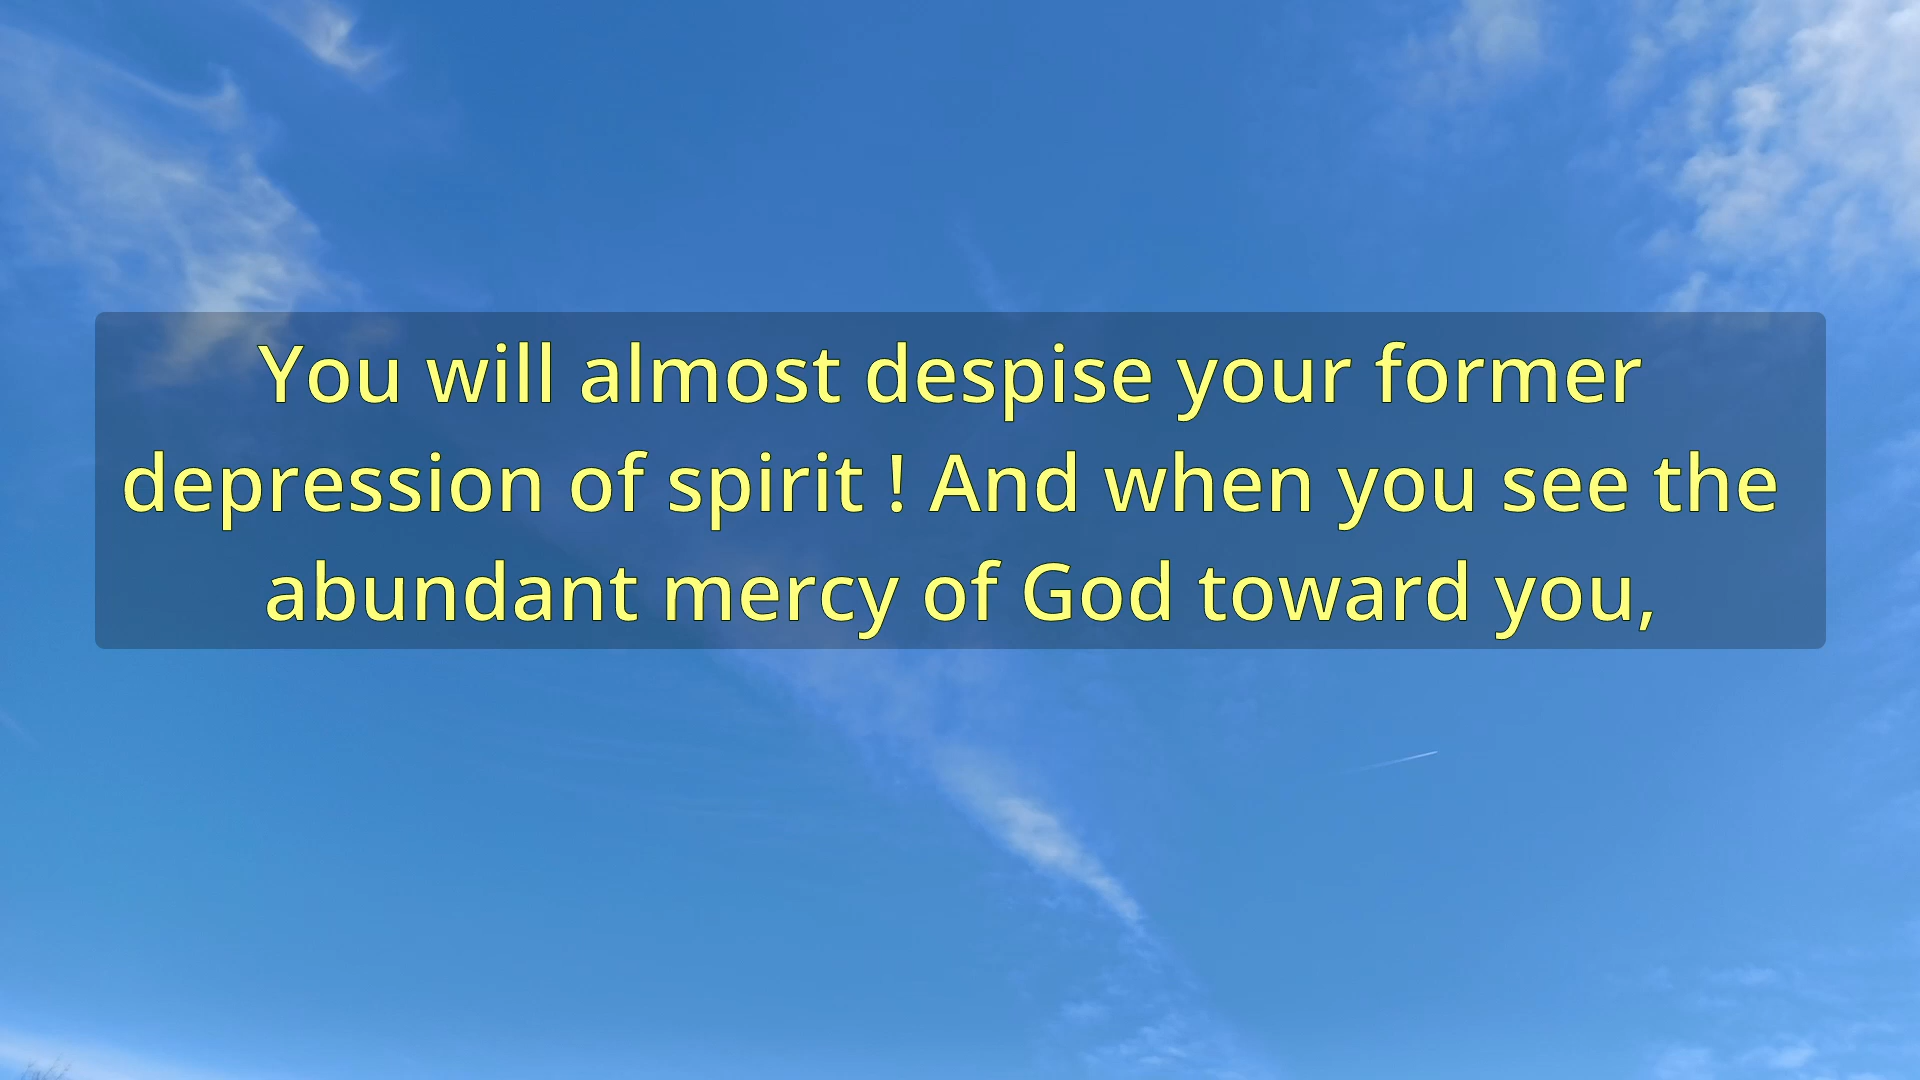 You will almost despise your former
depression of spirit ! And when you see the
abundant mercy of God toward you,